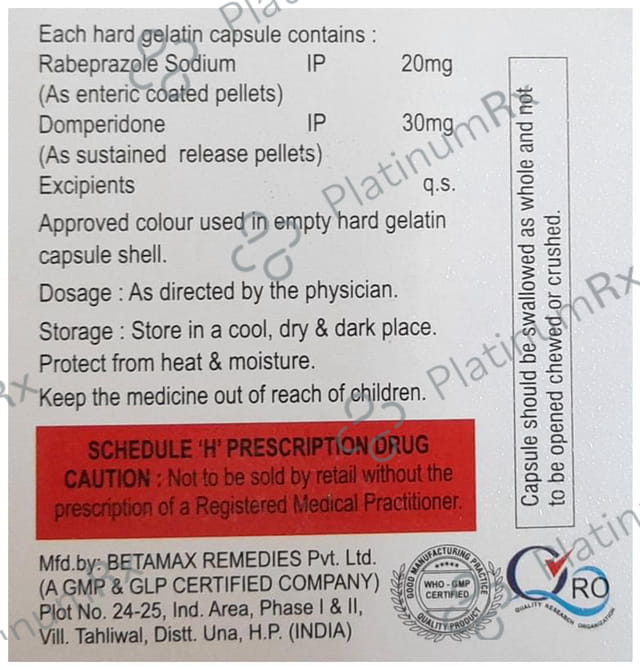 Each hard gelatin capsule contains :
Rabeprazole Sodium IP 20mg
(As enteric coated pellets)
Domperidone IP 30mg
(As sustained release pellets)
Excipients q.s.
Approved colour used in empty hard gelatin
capsule shell.
Dosage : As directed by the physician.
Storage : Store in a cool, dry & dark place.
Protect from heat & moisture.
Keep the medicine out of reach of children.
SCHEDULE 'H' PRESCRIPTION DRUG
CAUTION : Not to be sold by retail without the
prescription of a Registered Medical Practitioner.
Mfd.by: BETAMAX REMEDIES Pvt. Ltd.
(A GMP & GLP CERTIFIED COMPANY)
Plot No. 24-25, Ind. Area, Phase I & II,
Vill. Tahliwal, Distt. Una, H.P. (INDIA)
GOOD MANUFACTURING PRACTICE
WHO - GMP
CERTIFIED
QUALITY PRODUCT
QRO
QUALITY RESEARCH ORGANIZATION
Capsule should be swallowed as whole and not
to be opened chewed or crushed.
PlatinumRx
PlatinumRx
PlatinumRx